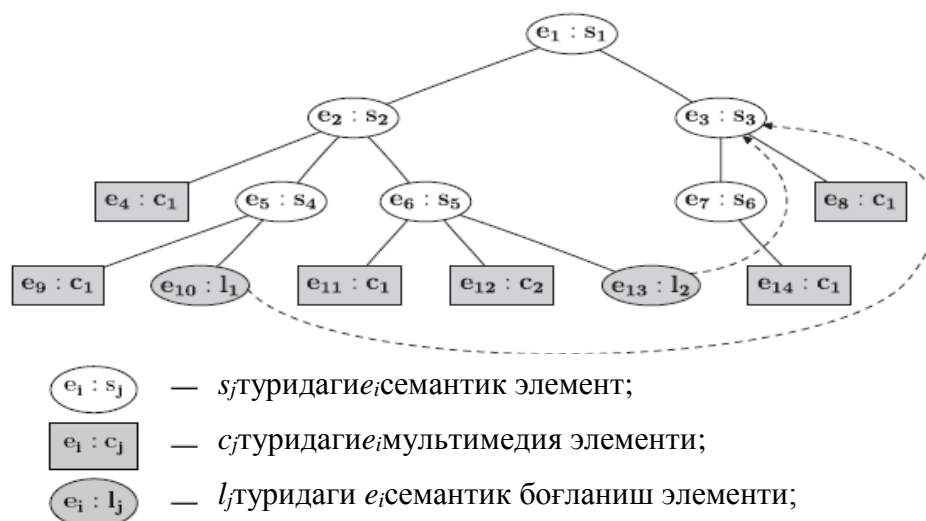 e₁ : s₁
e₂ : s₂ e₃ : s₃
e₄ : c₁ e₅ : s₄ e₆ : s₅ e₇ : s₆ e₈ : c₁
e₉ : c₁ e₁₀ : l₁ e₁₁ : c₁ e₁₂ : c₂ e₁₃ : l₂ e₁₄ : c₁
eᵢ : sⱼ — sⱼтуридагиeᵢсемантик элемент;
eᵢ : cⱼ — cⱼтуридагиeᵢмультимедия элементи;
eᵢ : lⱼ — lⱼтуридаги eᵢсемантик боғланиш элементи;